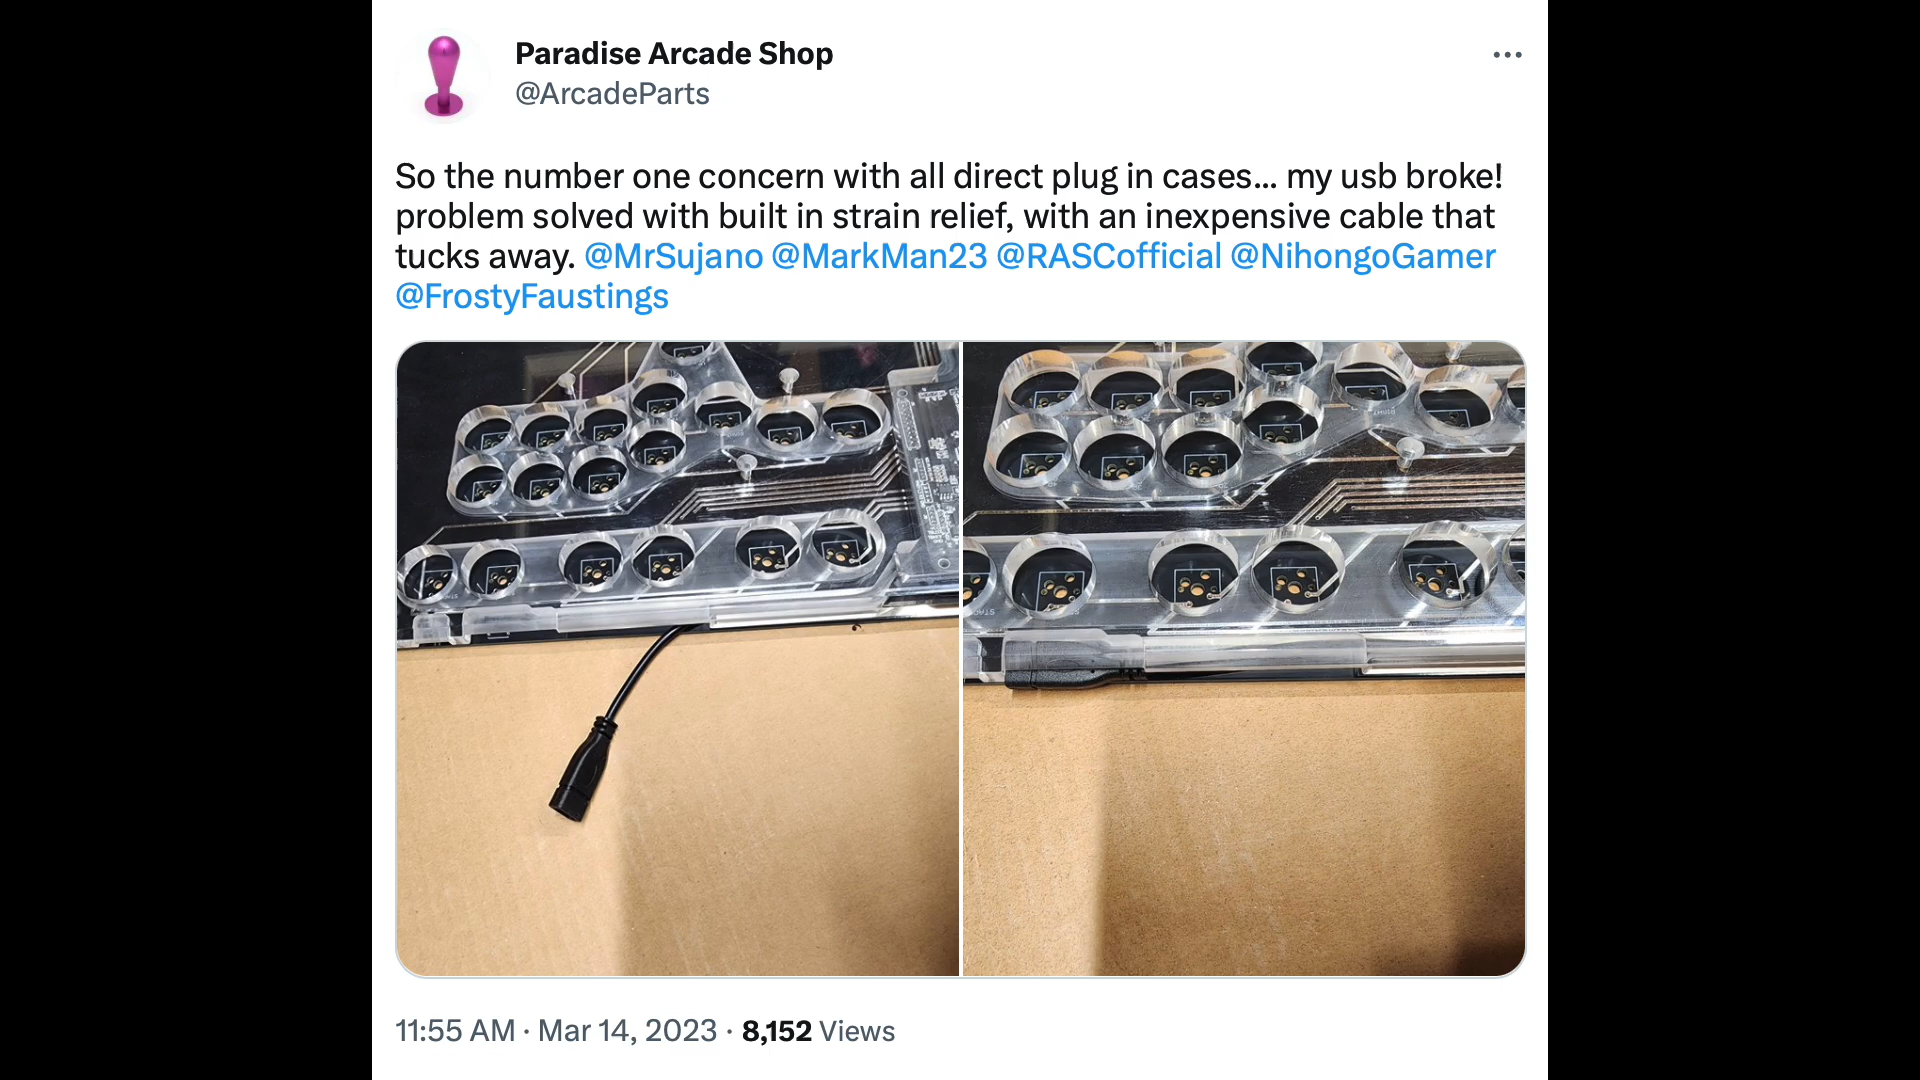 Paradise Arcade Shop
@ArcadeParts
So the number one concern with all direct plug in cases... my usb broke!
problem solved with built in strain relief, with an inexpensive cable that
tucks away. @MrSujano @MarkMan23 @RASCofficial @NihongoGamer
@FrostyFaustings
11:55 AM · Mar 14, 2023 · 8,152 Views